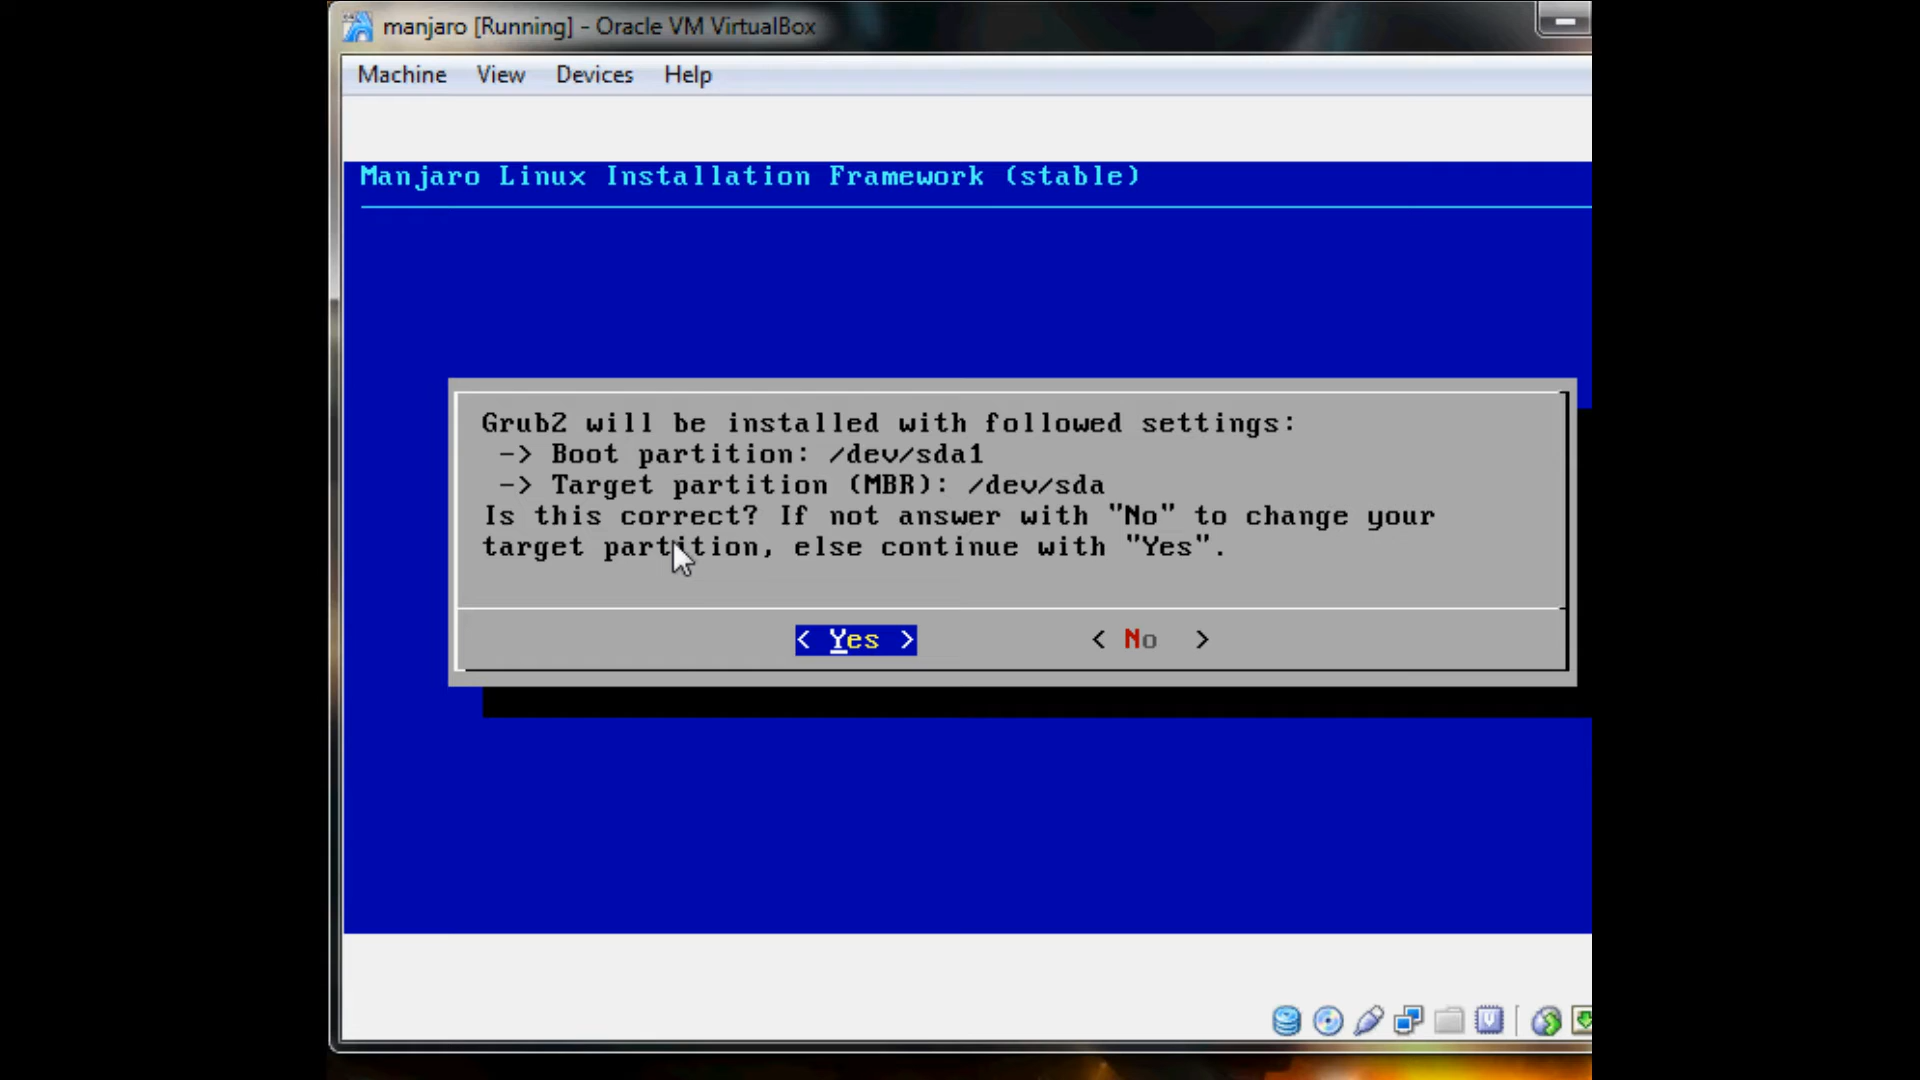 manjaro [Running] - Oracle VM VirtualBox
Machine View Devices Help
Manjaro Linux Installation Framework (stable)
Grub2 will be installed with followed settings:
-> Boot partition: /dev/sda1
-> Target partition (MBR): /dev/sda
Is this correct? If not answer with "No" to change your
target partition, else continue with "Yes".
< Yes > < No >